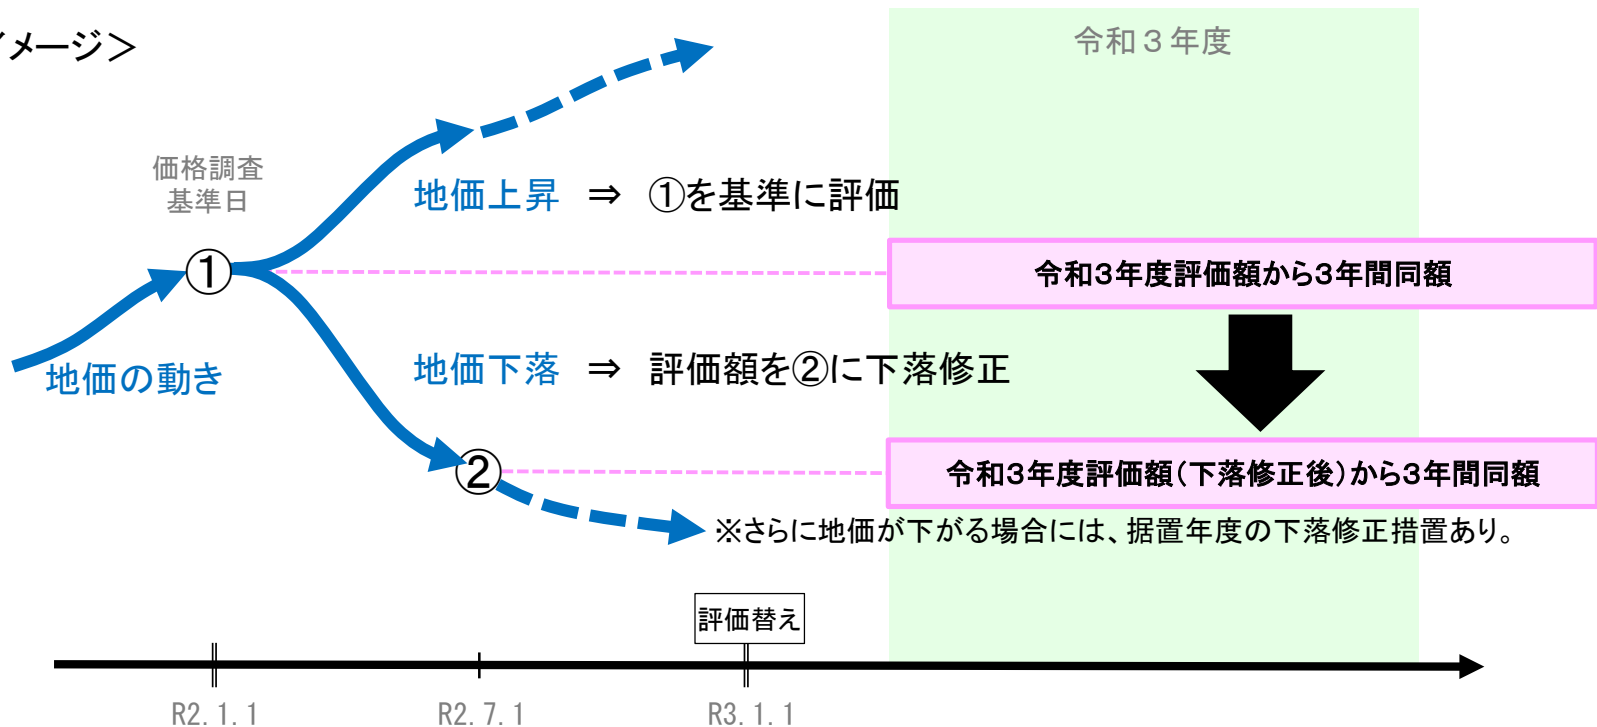 イメージ＞
令和３年度
価格調査
基準日
地価上昇 ⇒ ①を基準に評価
①
令和3年度評価額から3年間同額
地価の動き
地価下落 ⇒ 評価額を②に下落修正
②
令和3年度評価額（下落修正後）から3年間同額
※さらに地価が下がる場合には、据置年度の下落修正措置あり。
評価替え
R2.1.1
R2.7.1
R3.1.1